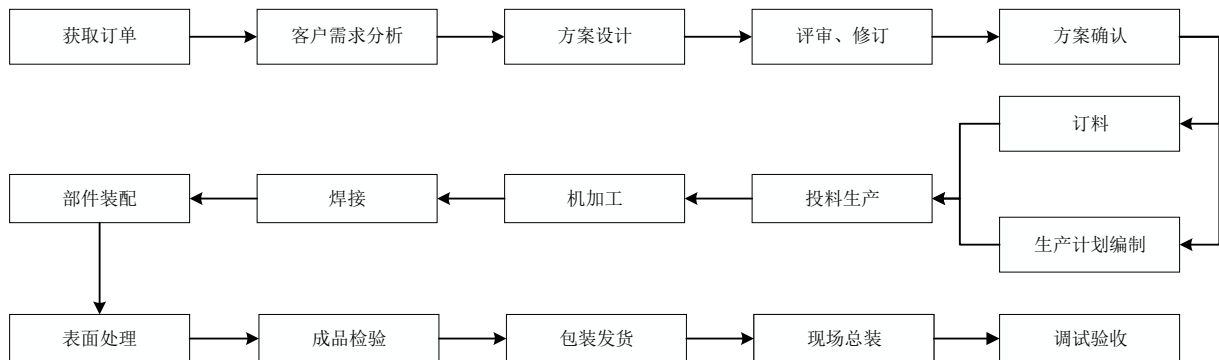 获取订单
客户需求分析
方案设计
评审、修订
方案确认
订料
生产计划编制
投料生产
机加工
焊接
部件装配
表面处理
成品检验
包装发货
现场总装
调试验收